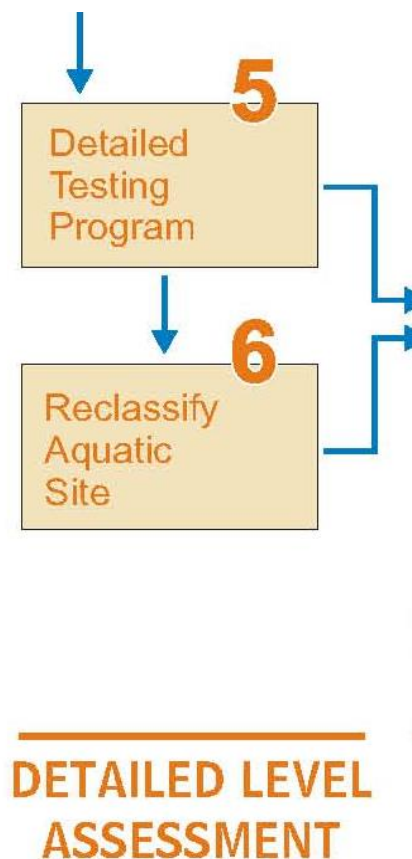 5
Detailed
Testing
Program
6
Reclassify
Aquatic
Site
DETAILED LEVEL
ASSESSMENT